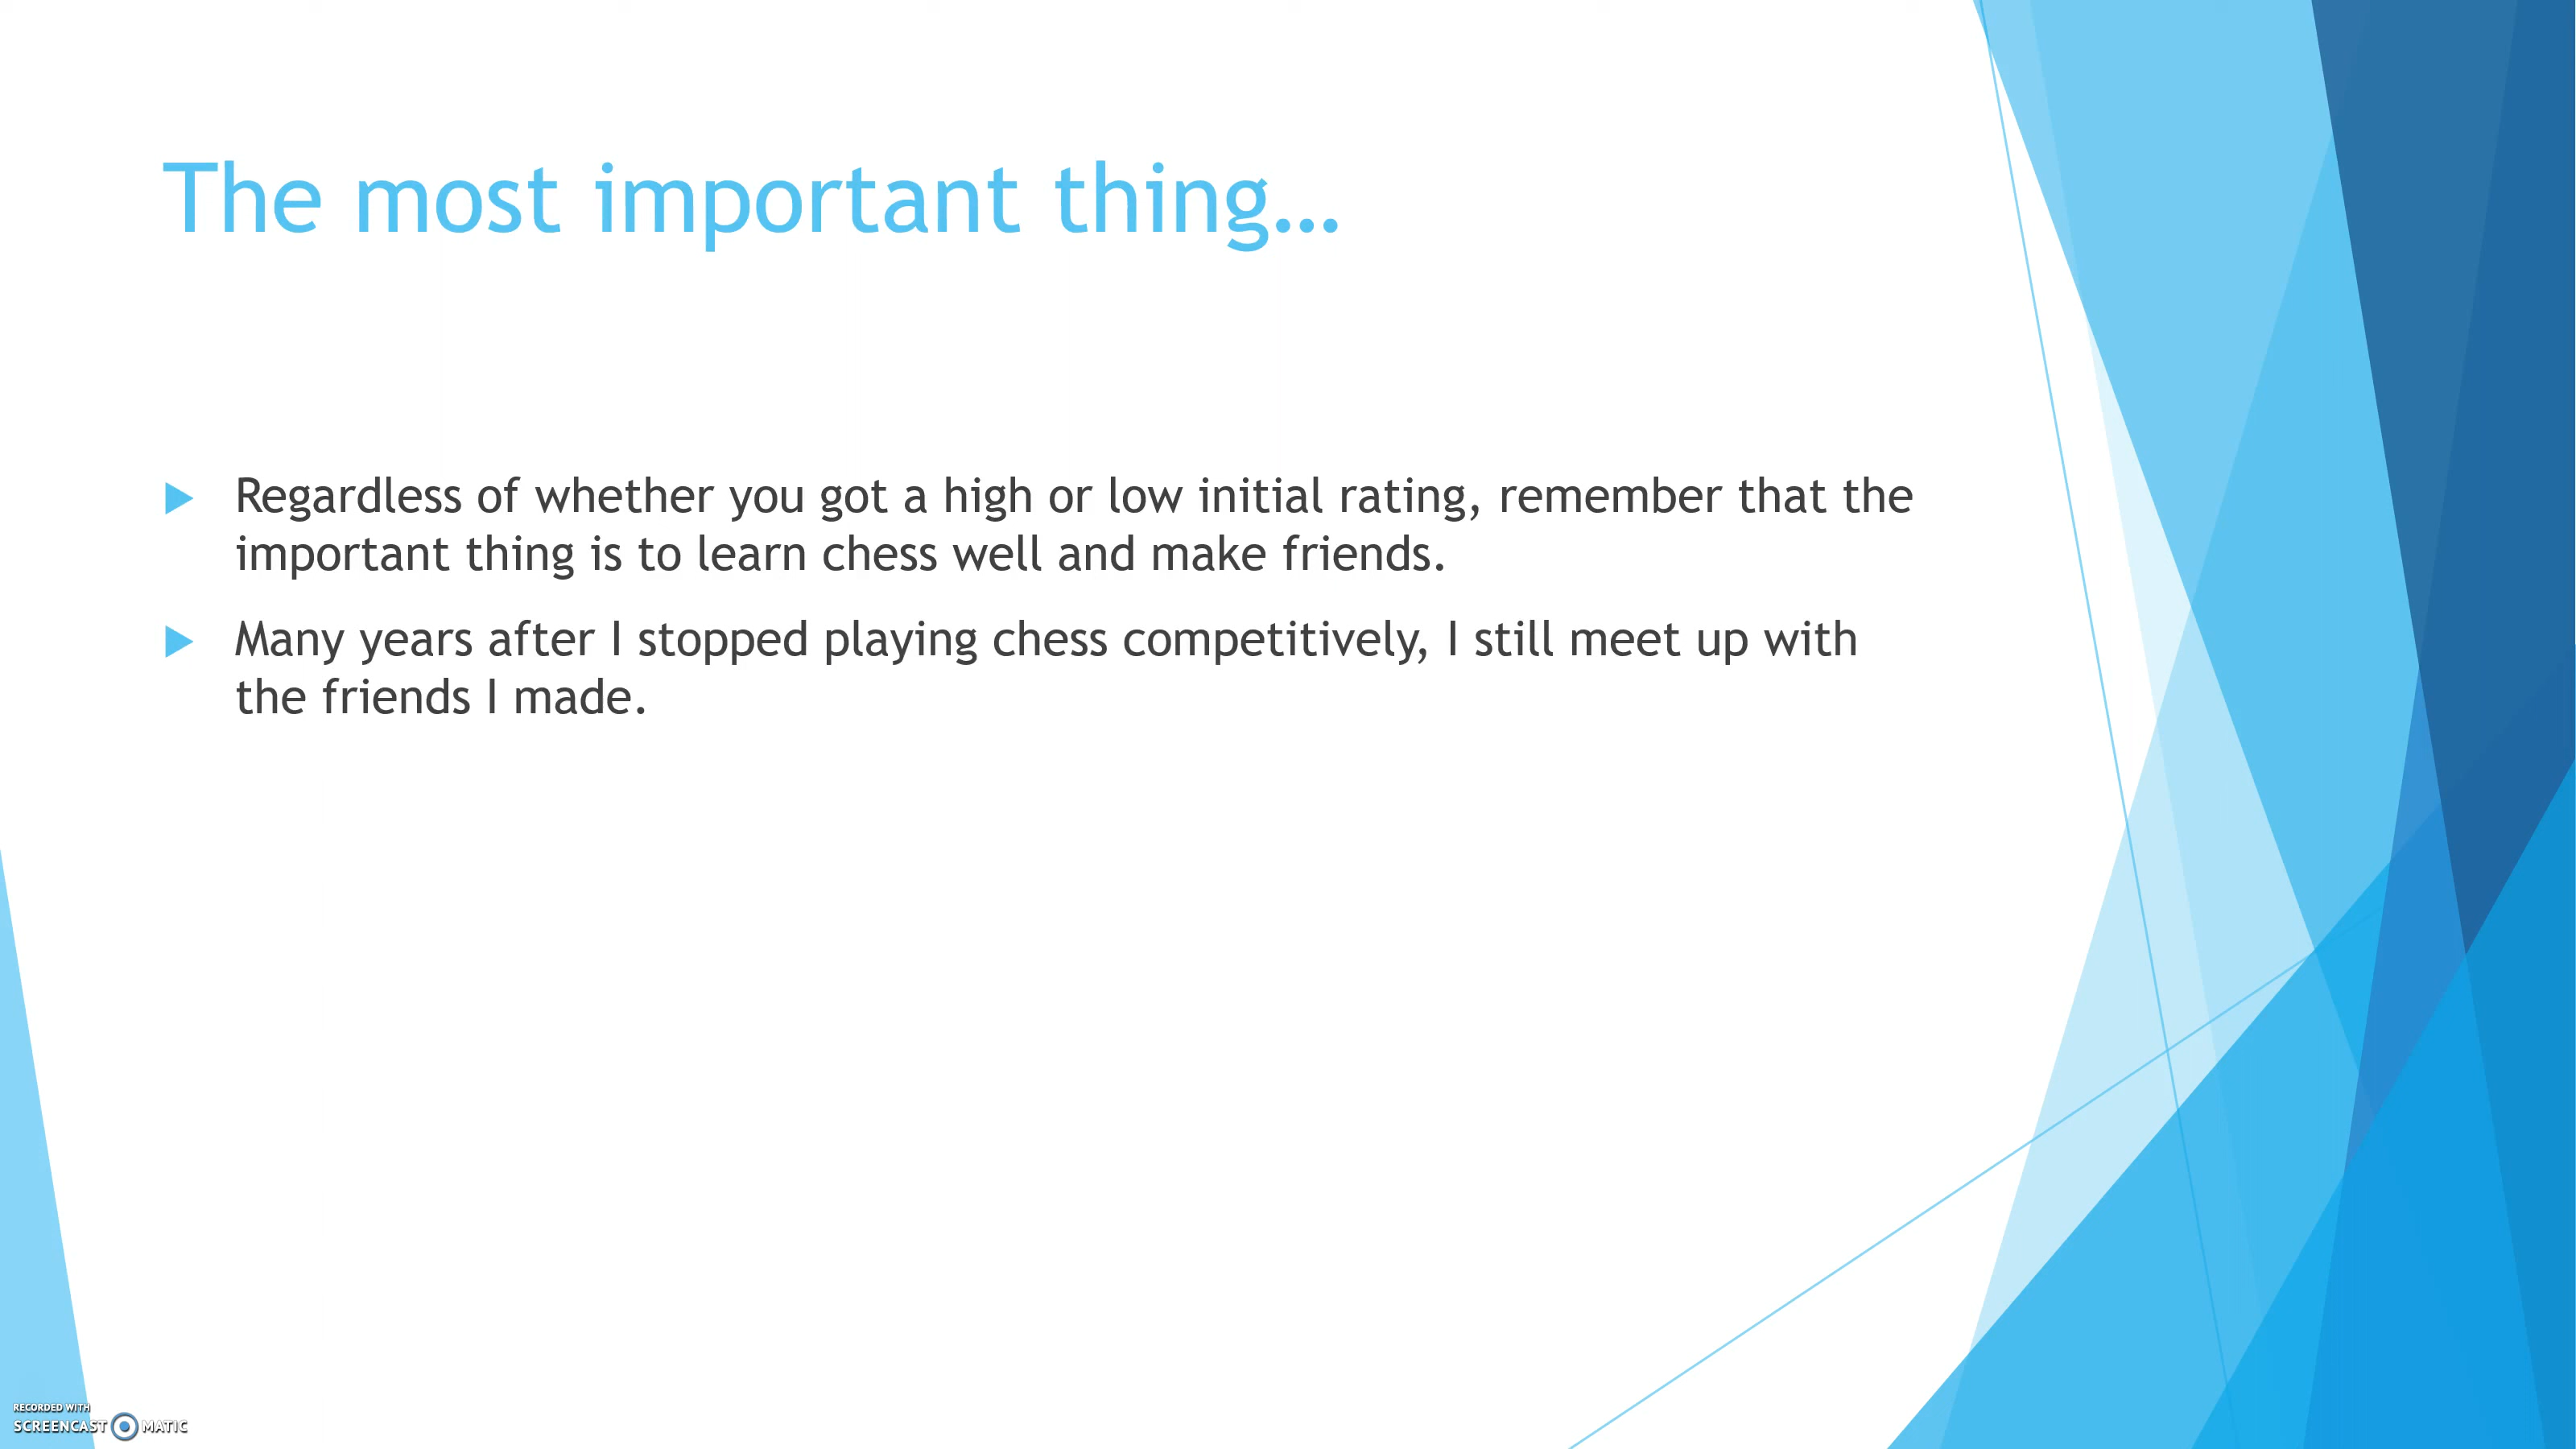 The most important thing…
Regardless of whether you got a high or low initial rating, remember that the
important thing is to learn chess well and make friends.
Many years after I stopped playing chess competitively, I still meet up with
the friends I made.
RECORDED WITH
SCREENCAST MATIC